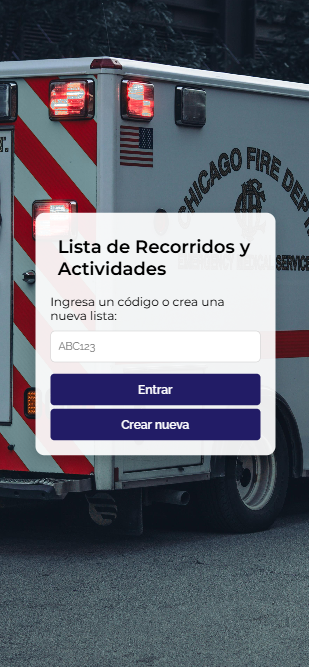 CHICAGO FIRE DEPT
Lista de Recorridos y
Actividades
Ingresa un código o crea una
nueva lista:
ABC123
Entrar
Crear nueva